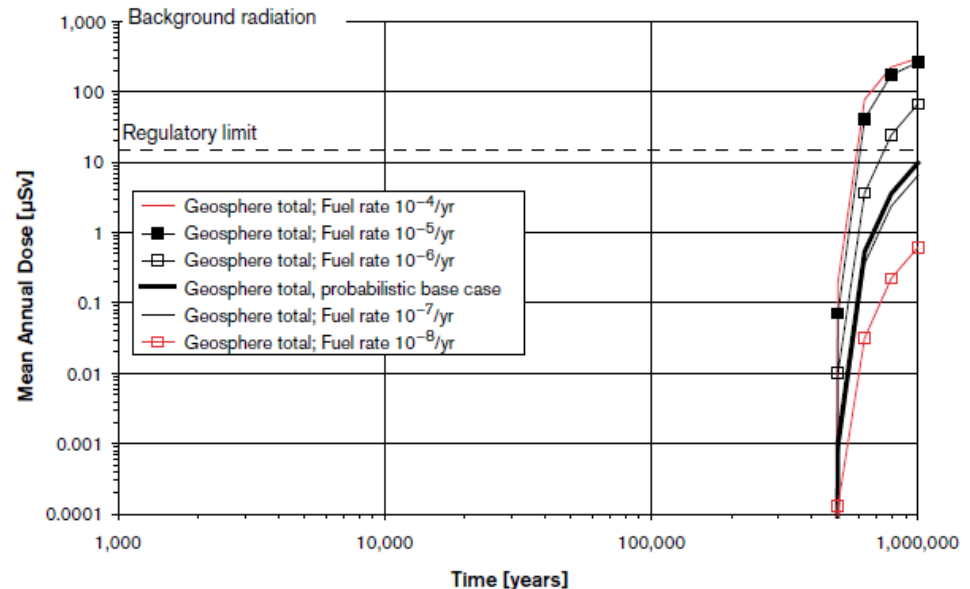 1,000
Background radiation
100
Regulatory limit
10
1
0.1
0.01
0.001
0.0001
Mean Annual Dose [µSv]
Geosphere total; Fuel rate 10⁻⁴/yr
Geosphere total; Fuel rate 10⁻⁵/yr
Geosphere total; Fuel rate 10⁻⁶/yr
Geosphere total, probabilistic base case
Geosphere total; Fuel rate 10⁻⁷/yr
Geosphere total; Fuel rate 10⁻⁸/yr
1,000
10,000
100,000
1,000,000
Time [years]